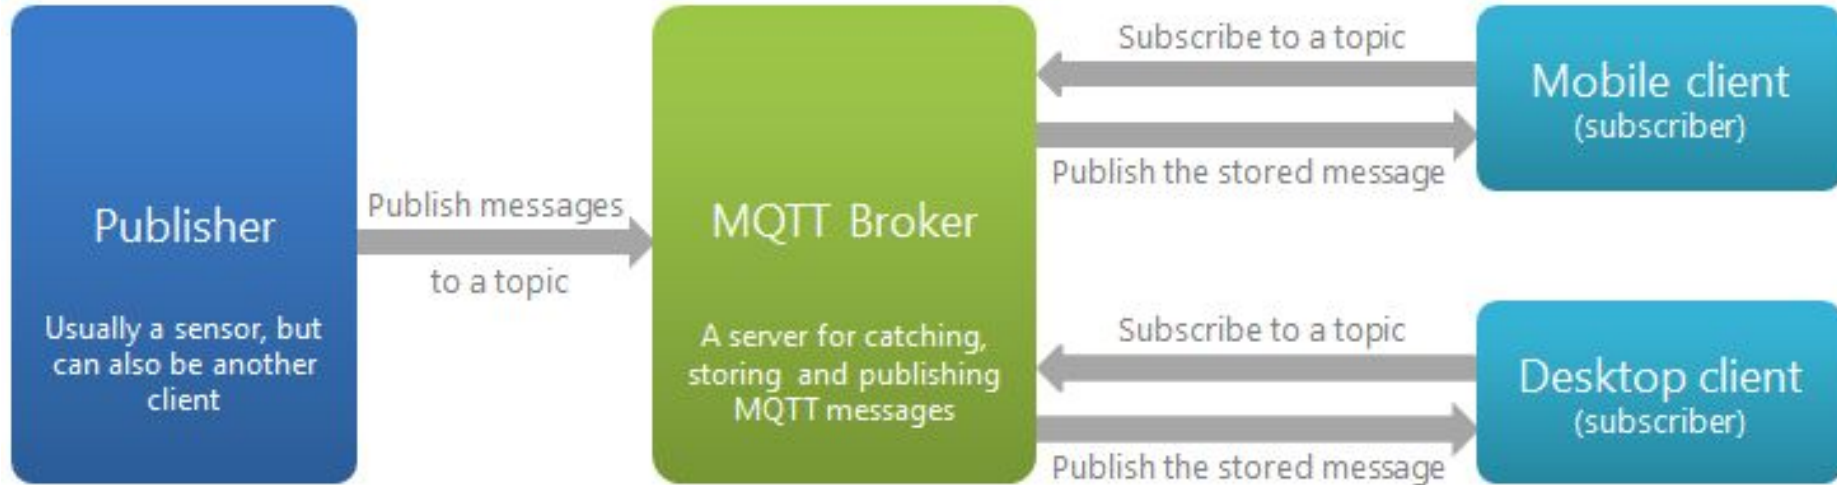 Publisher
Usually a sensor, but
can also be another
client
Publish messages
to a topic
MQTT Broker
A server for catching,
storing and publishing
MQTT messages
Subscribe to a topic
Publish the stored message
Mobile client
(subscriber)
Subscribe to a topic
Publish the stored message
Desktop client
(subscriber)